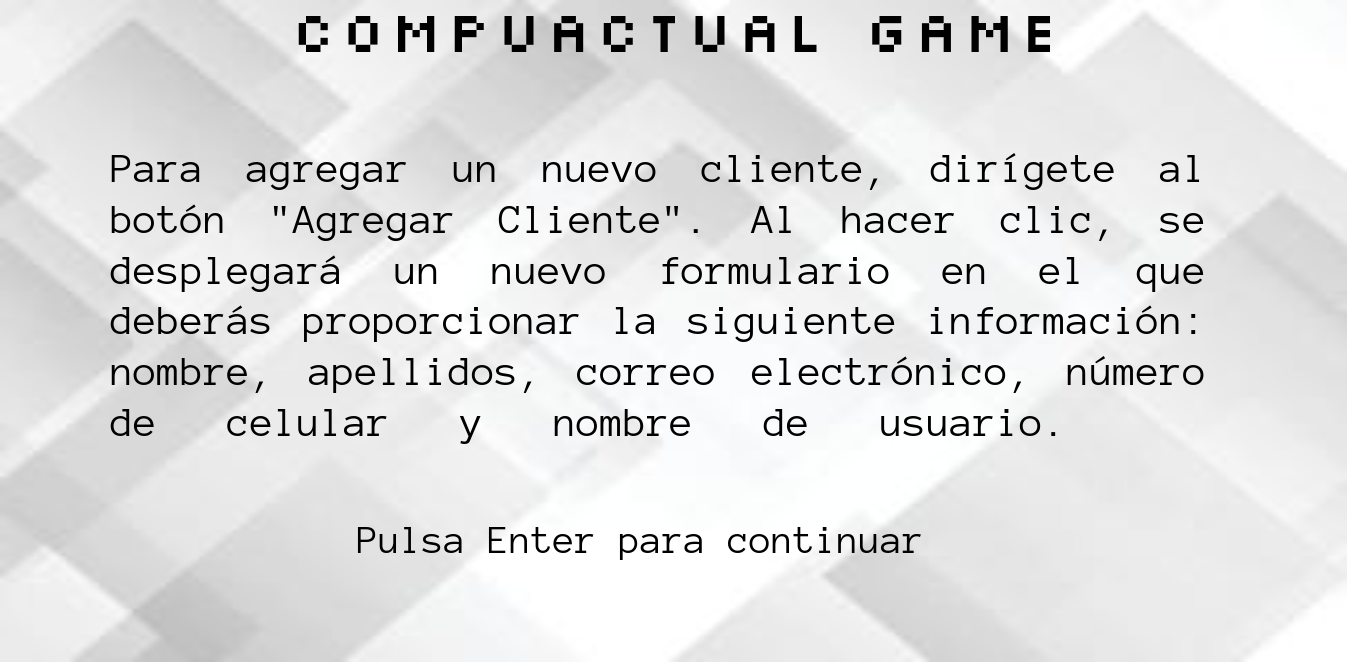 COMPUACTUAL GAME
Para agregar un nuevo cliente, dirígete al
botón "Agregar Cliente". Al hacer clic, se
desplegará un nuevo formulario en el que
deberás proporcionar la siguiente información:
nombre, apellidos, correo electrónico, número
de celular y nombre de usuario.
Pulsa Enter para continuar